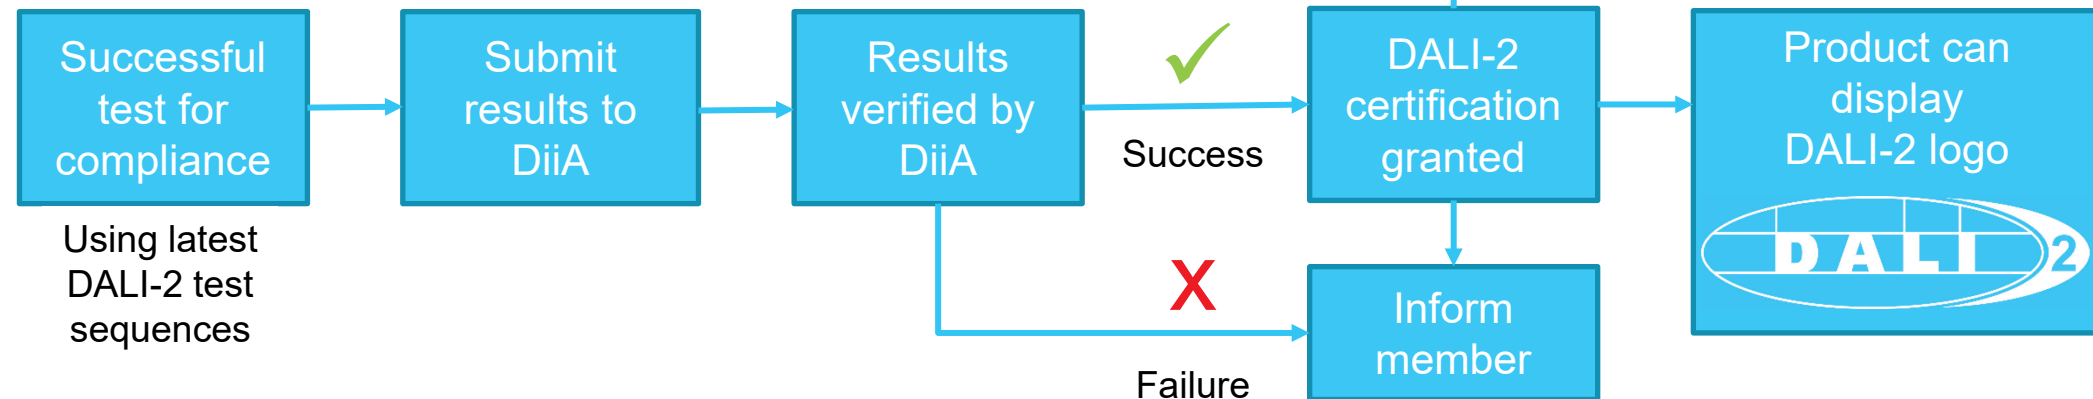 Successful
test for
compliance
Using latest
DALI-2 test
sequences
Submit
results to
DiiA
Results
verified by
DiiA
Success
X
Failure
DALI-2
certification
granted
Inform
member
Product can
display
DALI-2 logo
DALI 2